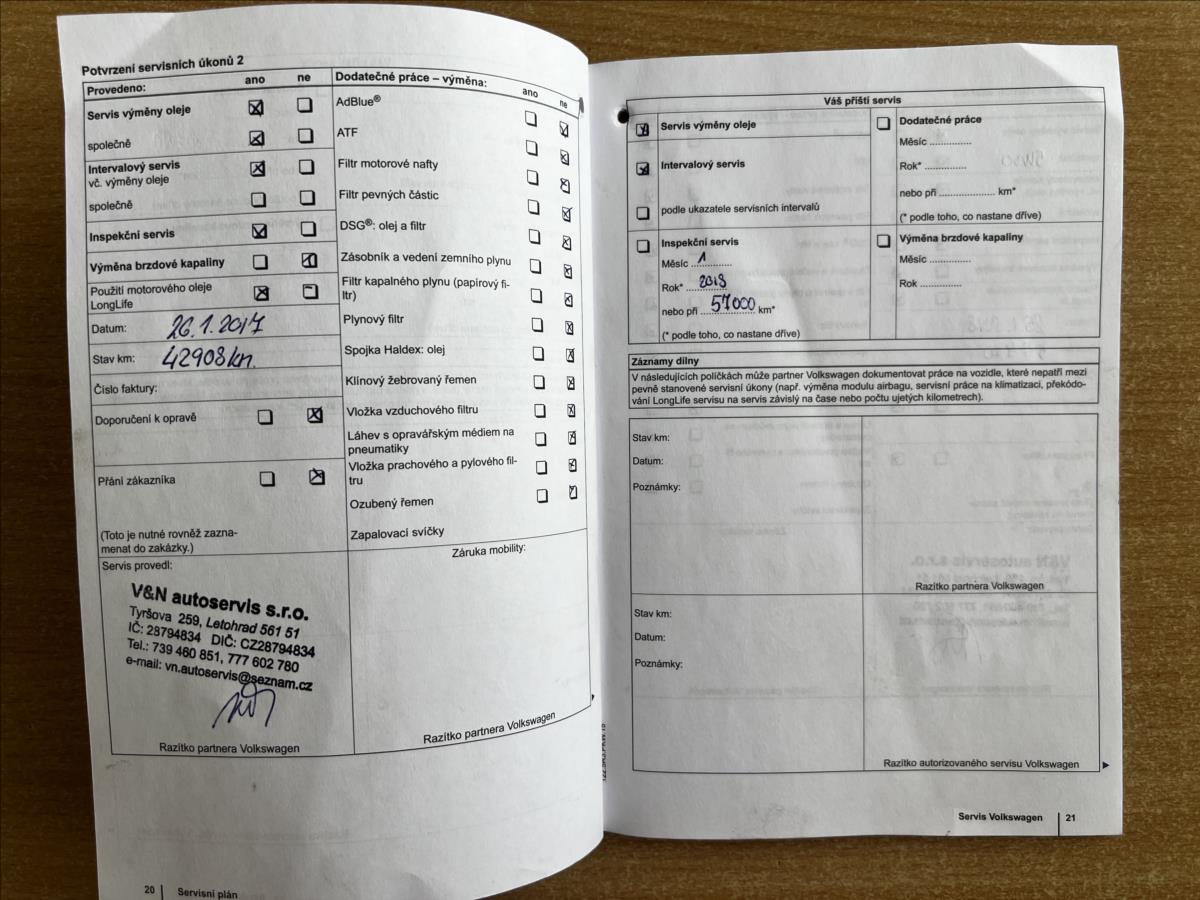 Potvrzení servisních úkonů 2
Provedeno: ano ne
Servis výměny oleje
společně
Intervalový servis
vč. výměny oleje
společně
Inspekční servis
Výměna brzdové kapaliny
Použití motorového oleje
LongLife
Datum: 26.1.2017
Stav km: 42908km.
Číslo faktury:
Doporučení k opravě
Přání zákazníka
(Toto je nutné rovněž zazna-
menat do zakázky.)
Servis provedl:
V&N autoservis s.r.o.
Tyršova 259, Letohrad 561 51
IČ: 28794834 DIČ: CZ28794834
Tel.: 739 460 851, 777 602 780
e-mail: vn.autoservis@seznam.cz
Razítko partnera Volkswagen
Dodatečné práce – výměna: ano ne
AdBlue®
ATF
Filtr motorové nafty
Filtr pevných částic
DSG®: olej a filtr
Zásobník a vedení zemního plynu
Filtr kapalného plynu (papírový fi-
ltr)
Plynový filtr
Spojka Haldex: olej
Klínový žebrovaný řemen
Vložka vzduchového filtru
Láhev s opravářským médiem na
pneumatiky
Vložka prachového a pylového fil-
tru
Ozubený řemen
Zapalovací svíčky
Záruka mobility:
Razítko partnera Volkswagen
20 | Servisní plán
Váš příští servis
Servis výměny oleje
Intervalový servis
podle ukazatele servisních intervalů
Inspekční servis
Měsíc 1
Rok* 2018
nebo při 57000 km*
(* podle toho, co nastane dříve)
Dodatečné práce
Měsíc ..............
Rok* ..............
nebo při .................. km*
(* podle toho, co nastane dříve)
Výměna brzdové kapaliny
Měsíc ..............
Rok ..............
Záznamy dílny
V následujících políčkách může partner Volkswagen dokumentovat práce na vozidle, které nepatří mezi
pevně stanovené servisní úkony (např. výměna modulu airbagu, servisní práce na klimatizaci, překódo-
vání LongLife servisu na servis závislý na čase nebo počtu ujetých kilometrech).
Stav km:
Datum:
Poznámky:
Razítko partnera Volkswagen
Stav km:
Datum:
Poznámky:
Razítko autorizovaného servisu Volkswagen
Servis Volkswagen | 21